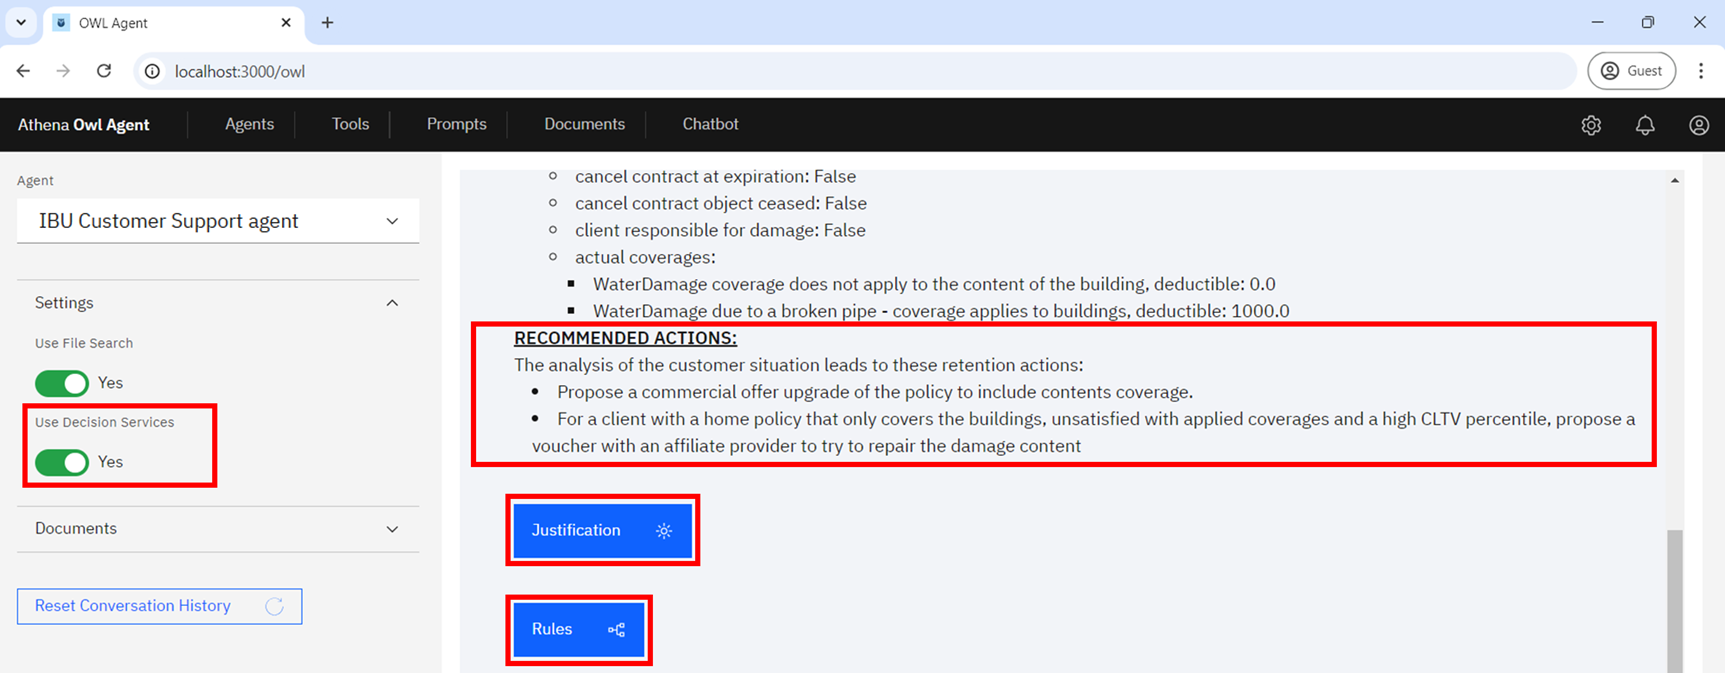 OWL Agent
localhost:3000/owl
Guest
Athena Owl Agent
Agents
Tools
Prompts
Documents
Chatbot
Agent
IBU Customer Support agent
Settings
Use File Search
Yes
Use Decision Services
Yes
Documents
Reset Conversation History
cancel contract at expiration: False
cancel contract object ceased: False
client responsible for damage: False
actual coverages:
WaterDamage coverage does not apply to the content of the building, deductible: 0.0
WaterDamage due to a broken pipe - coverage applies to buildings, deductible: 1000.0
RECOMMENDED ACTIONS:
The analysis of the customer situation leads to these retention actions:
Propose a commercial offer upgrade of the policy to include contents coverage.
For a client with a home policy that only covers the buildings, unsatisfied with applied coverages and a high CLTV percentile, propose a
voucher with an affiliate provider to try to repair the damage content
Justification
Rules